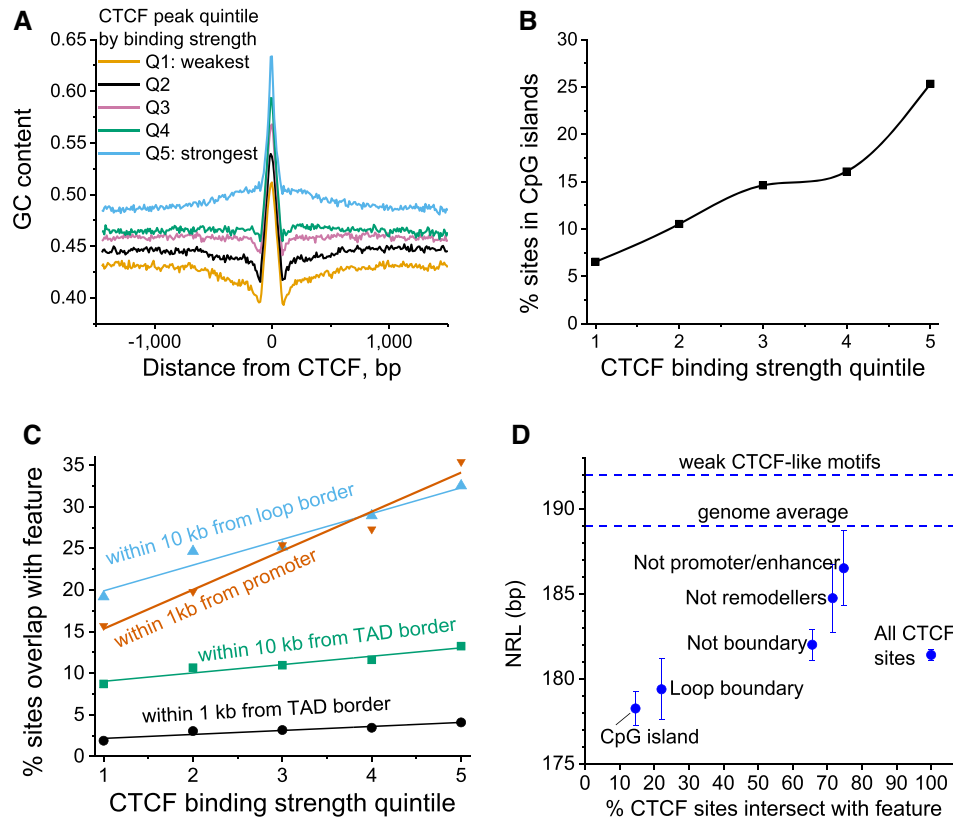 A
CTCF peak quintile
by binding strength
Q1: weakest
Q2
Q3
Q4
Q5: strongest
0.65
0.60
0.55
0.50
0.45
0.40
GC content
-1,000 0 1,000
Distance from CTCF, bp
B
30
25
20
15
10
5
0
% sites in CpG islands
1 2 3 4 5
CTCF binding strength quintile
C
35
30
25
20
15
10
5
0
% sites overlap with feature
within 10 kb from loop border
within 1kb from promoter
within 10 kb from TAD border
within 1 kb from TAD border
1 2 3 4 5
CTCF binding strength quintile
D
weak CTCF-like motifs
genome average
190
185
180
175
NRL (bp)
Not promoter/enhancer
Not remodellers
Not boundary
All CTCF
sites
Loop boundary
CpG island
0 10 20 30 40 50 60 70 80 90 100
% CTCF sites intersect with feature